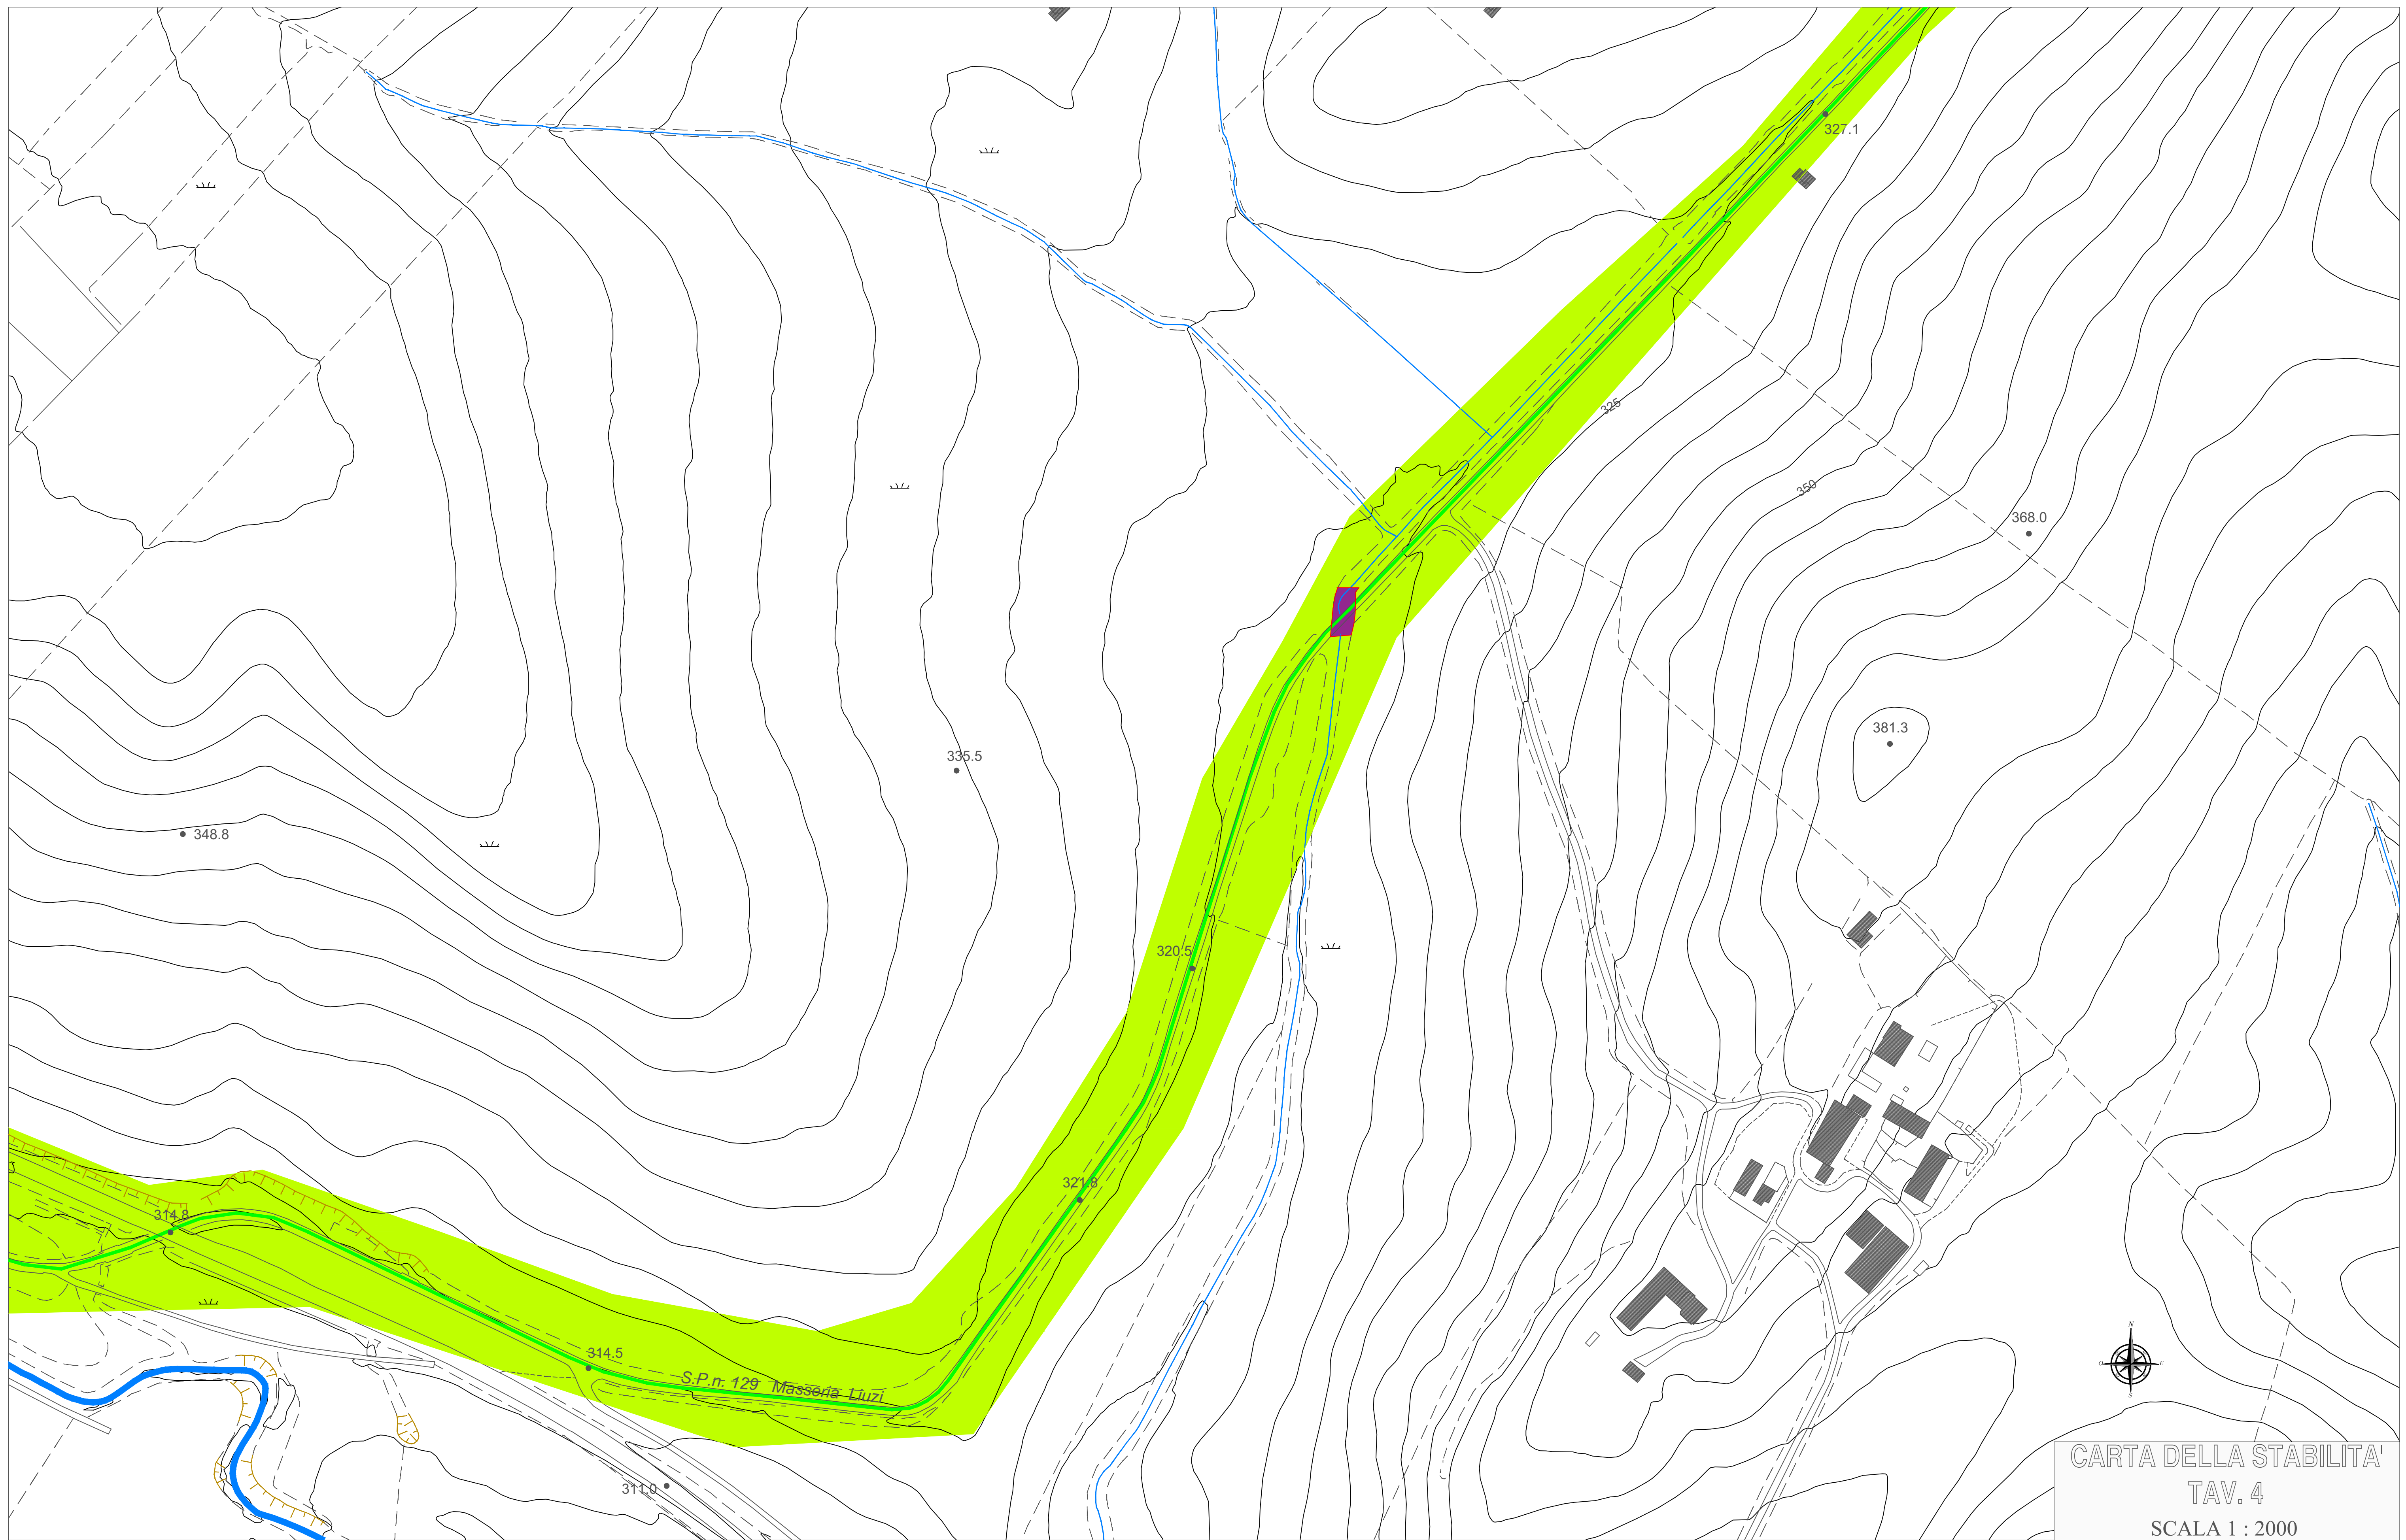 327.1
325
350
368.0
381.3
335.5
348.8
320.5
321.8
314.8
314.5
S.P.n. 129 Masseria Liuzi
311.0
N
O
E
S
CARTA DELLA STABILITA'
TAV. 4
SCALA 1 : 2000